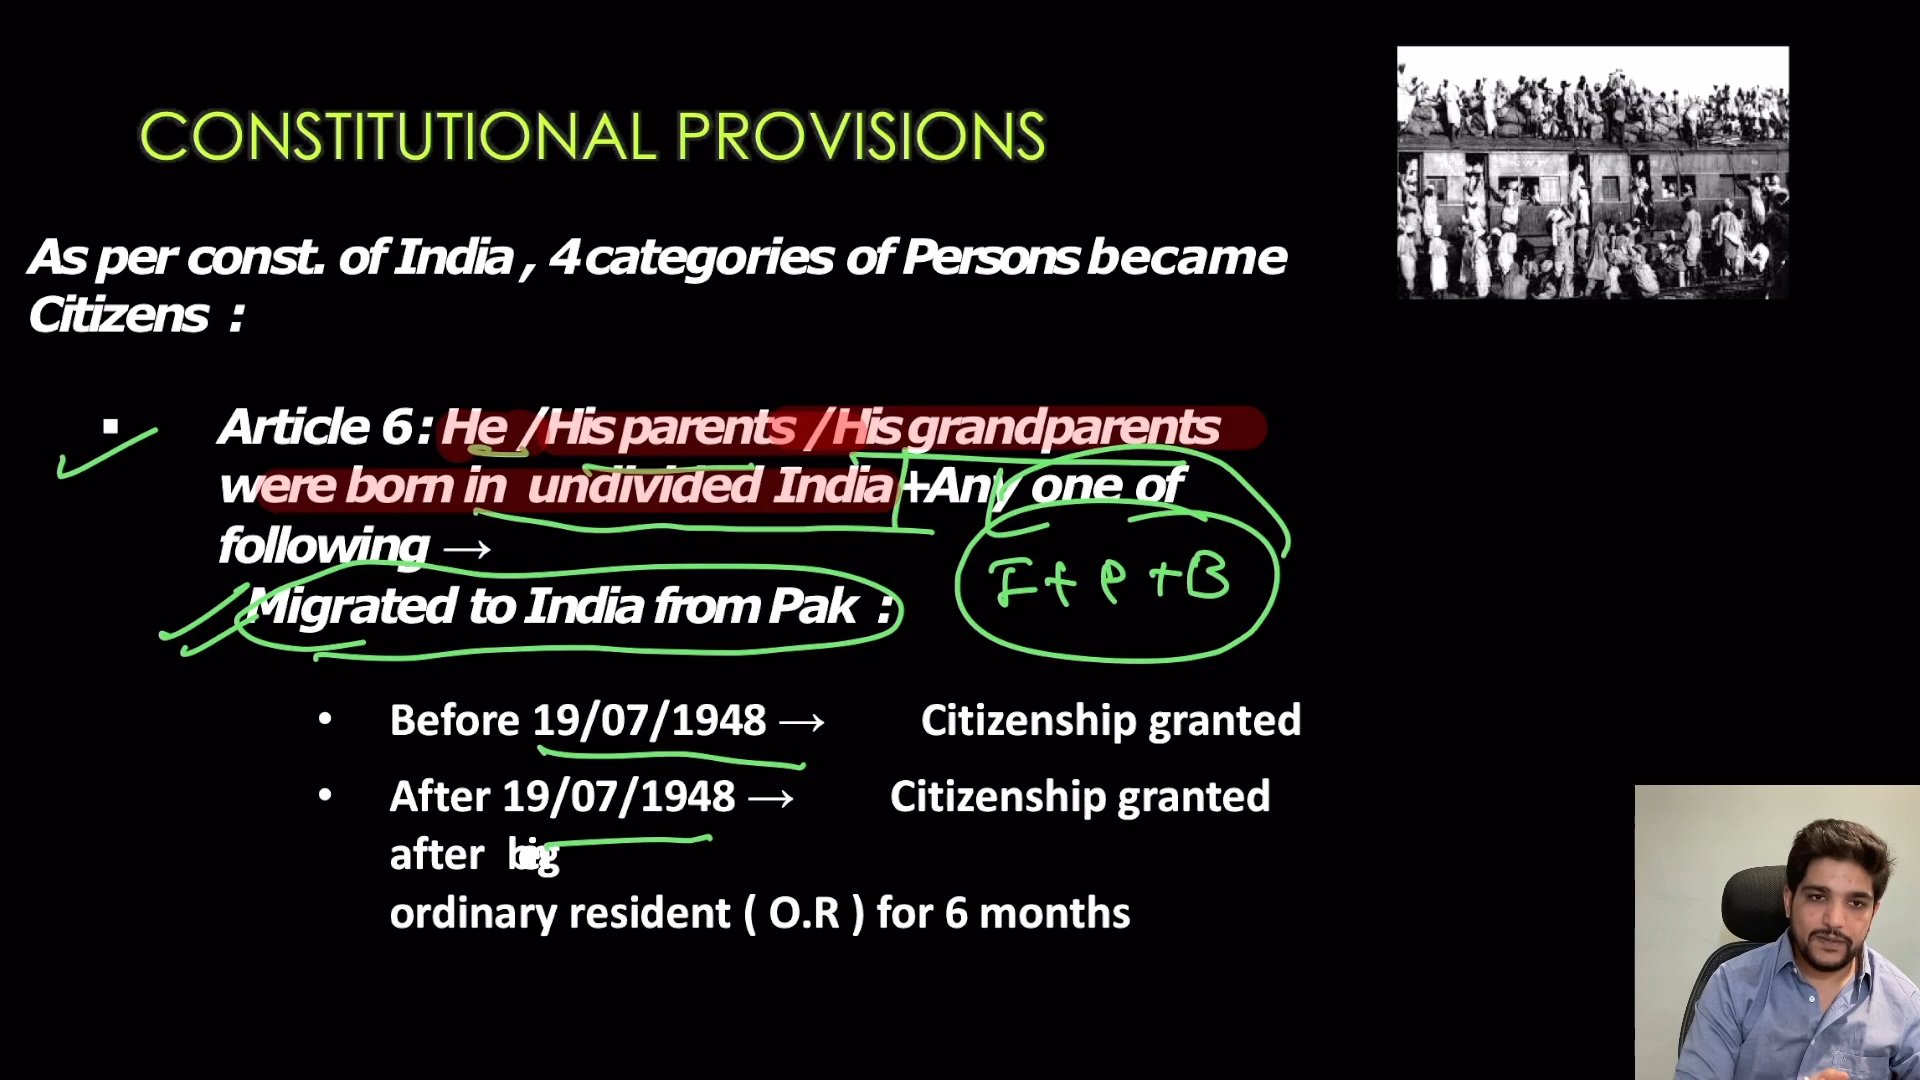 CONSTITUTIONAL PROVISIONS
As per const. of India , 4 categories of Persons became
Citizens :
▪ Article 6 : He / His parents / His grandparents
were born in undivided India +Any one of
following →
I + P + B
Migrated to India from Pak :
• Before 19/07/1948 → Citizenship granted
• After 19/07/1948 → Citizenship granted
after
ordinary resident ( O.R ) for 6 months